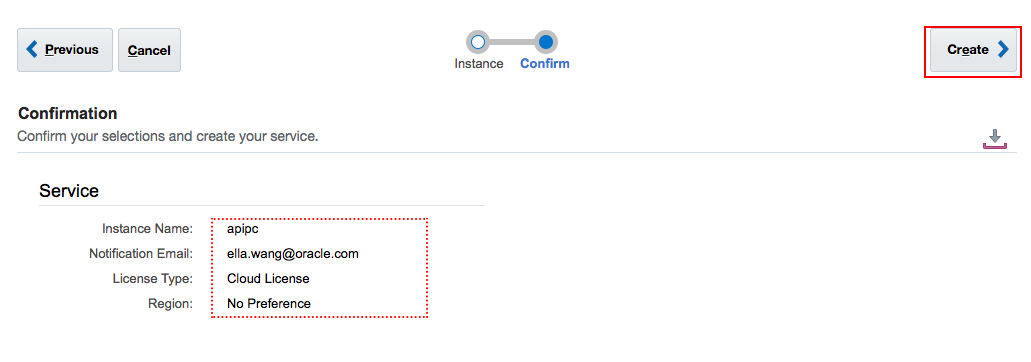 Previous
Cancel
Instance
Confirm
Create
Confirmation
Confirm your selections and create your service.
Service
Instance Name: apipc
Notification Email: ella.wang@oracle.com
License Type: Cloud License
Region: No Preference